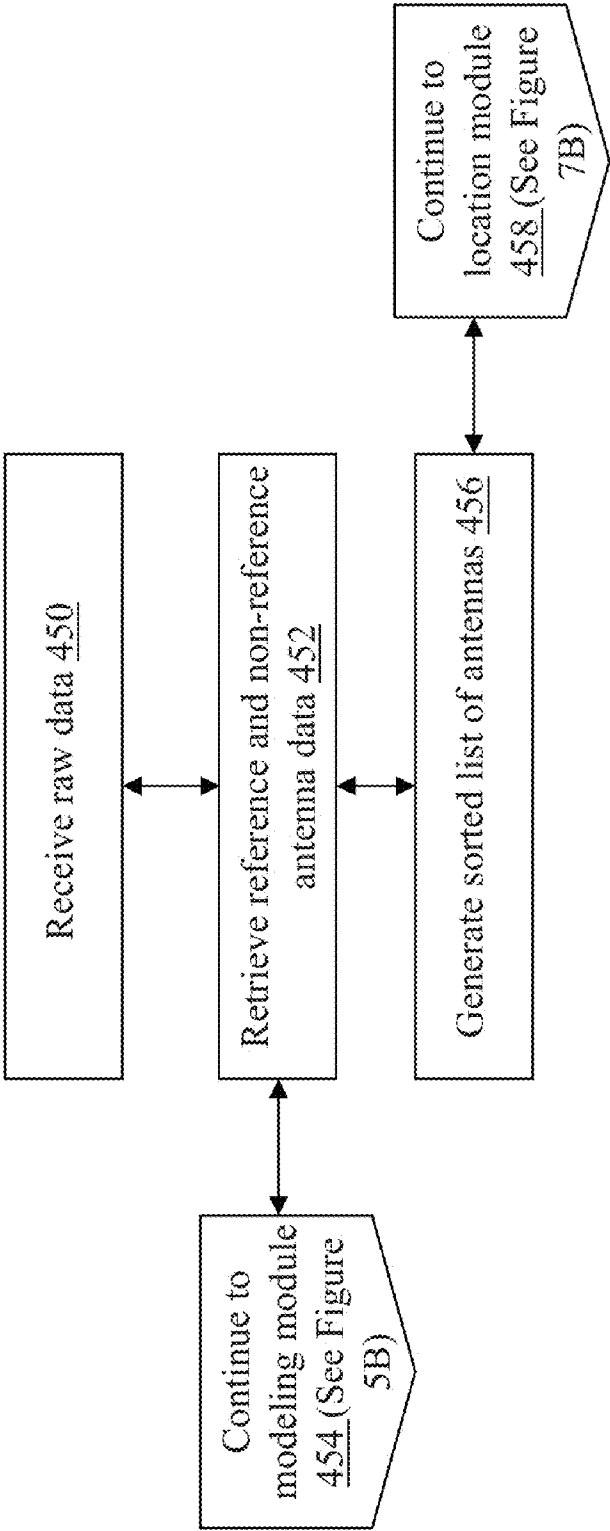 Receive raw data 450
Retrieve reference and non-reference
antenna data 452
Continue to
modeling module
454 (See Figure
5B)
Generate sorted list of antennas 456
Continue to
location module
458 (See Figure
7B)